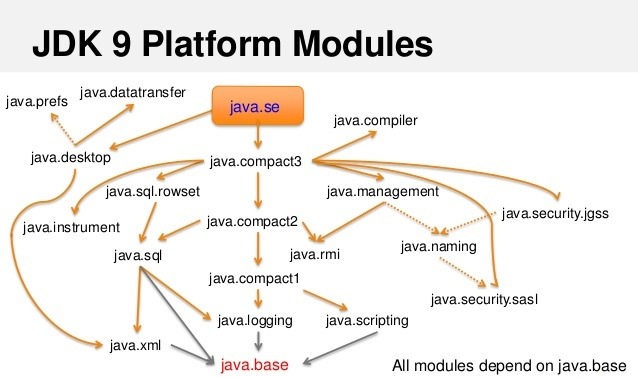 JDK 9 Platform Modules
java.prefs
java.datatransfer
java.se
java.compiler
java.desktop
java.compact3
java.sql.rowset
java.management
java.security.jgss
java.instrument
java.compact2
java.sql
java.rmi
java.naming
java.compact1
java.security.sasl
java.logging
java.scripting
java.xml
java.base
All modules depend on java.base